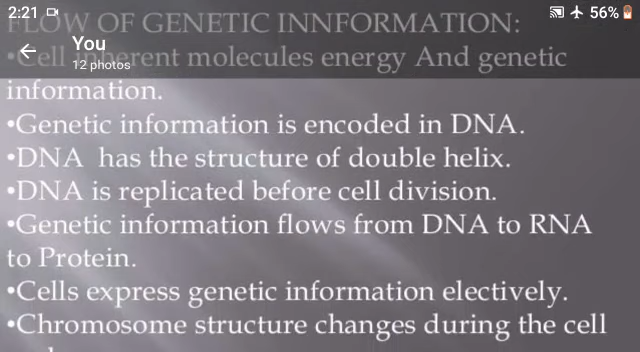 2:21 56%
FLOW OF GENETIC INNFORMATION:
You
•Cell inherent molecules energy And genetic
12 photos
information.
•Genetic information is encoded in DNA.
•DNA has the structure of double helix.
•DNA is replicated before cell division.
•Genetic information flows from DNA to RNA
to Protein.
•Cells express genetic information electively.
•Chromosome structure changes during the cell